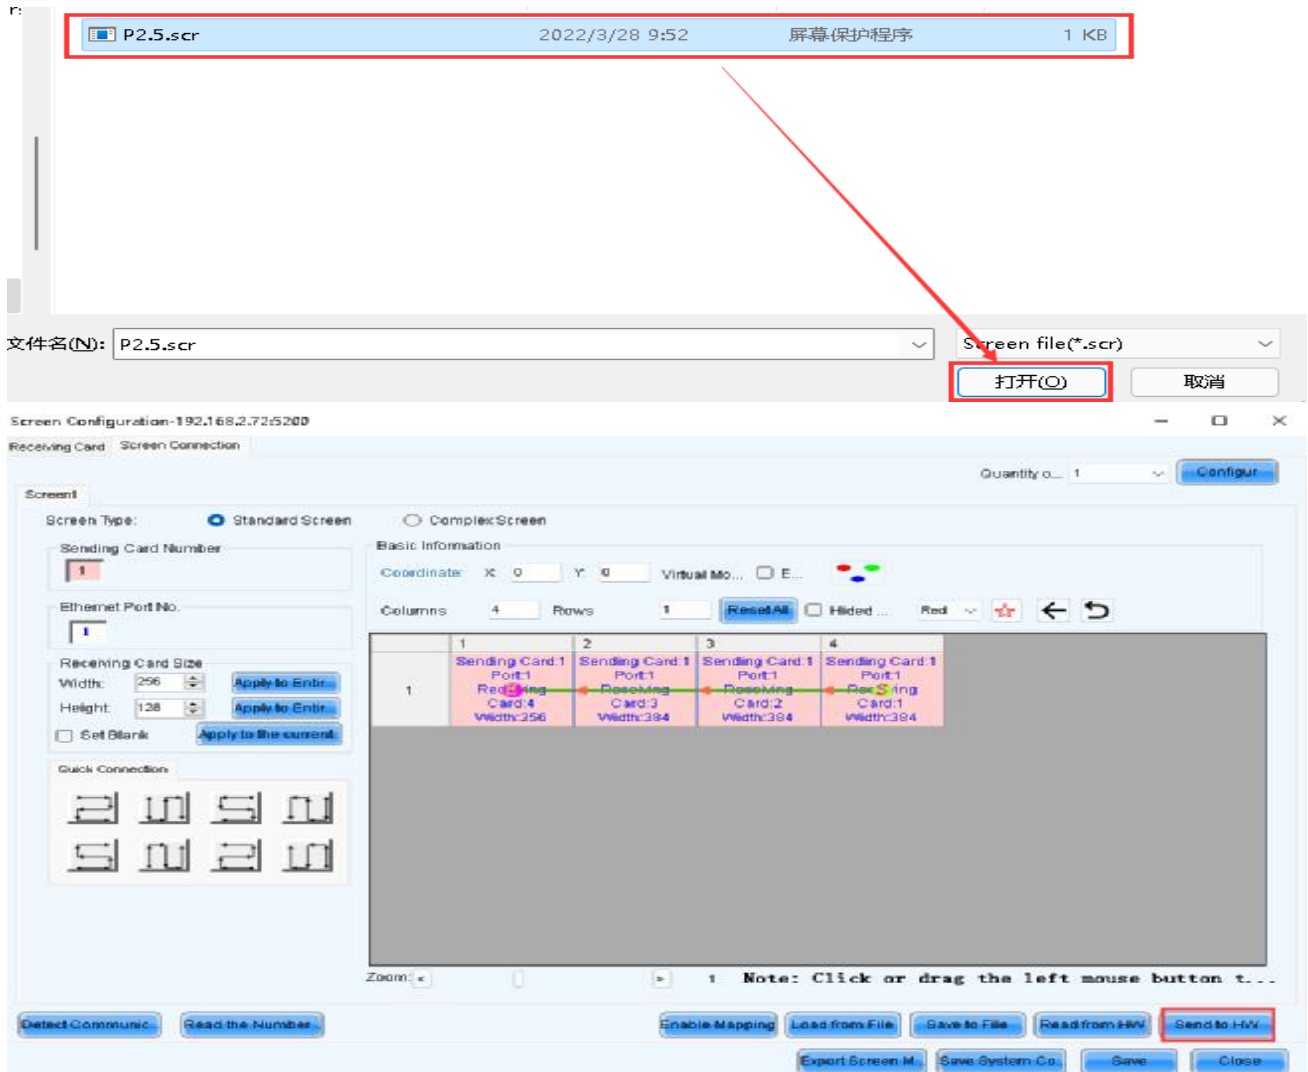 P2.5.scr 2022/3/28 9:52 屏幕保护程序 1 KB
文件名(N): P2.5.scr Screen file(*.scr)
打开(O) 取消
Screen Configuration-192.168.2.72:5200
Receiving Card Screen Connection
Quantity o... 1 Configur
Screen1
Screen Type: Standard Screen Complex Screen
Sending Card Number
1
Basic Information
Coordinate: X: 0 Y: 0 Virtual Mo... E...
Ethernet Port No.
1
Columns 4 Rows 1 Reset All Hided ... Red
Receiving Card Size
Width: 256 Apply to Entir...
Height: 128 Apply to Entir...
Set Blank Apply to the current
1 2 3 4
1
Sending Card:1 Sending Card:1 Sending Card:1 Sending Card:1
Port:1 Port:1 Port:1 Port:1
Receiving Receiving Receiving Receiving
Card:4 Card:3 Card:2 Card:1
Width:256 Width:384 Width:384 Width:384
Quick Connection
Zoom: < > 1 Note: Click or drag the left mouse button t...
Detect Communic... Read the Number... Enable Mapping Load from File Save to File Read from HW Send to HW
Export Screen M... Save System Co... Save Close